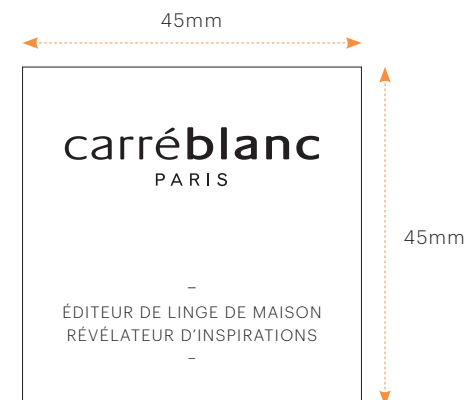 45mm
carréblanc
PARIS
45mm
–
ÉDITEUR DE LINGE DE MAISON
RÉVÉLATEUR D’INSPIRATIONS
–